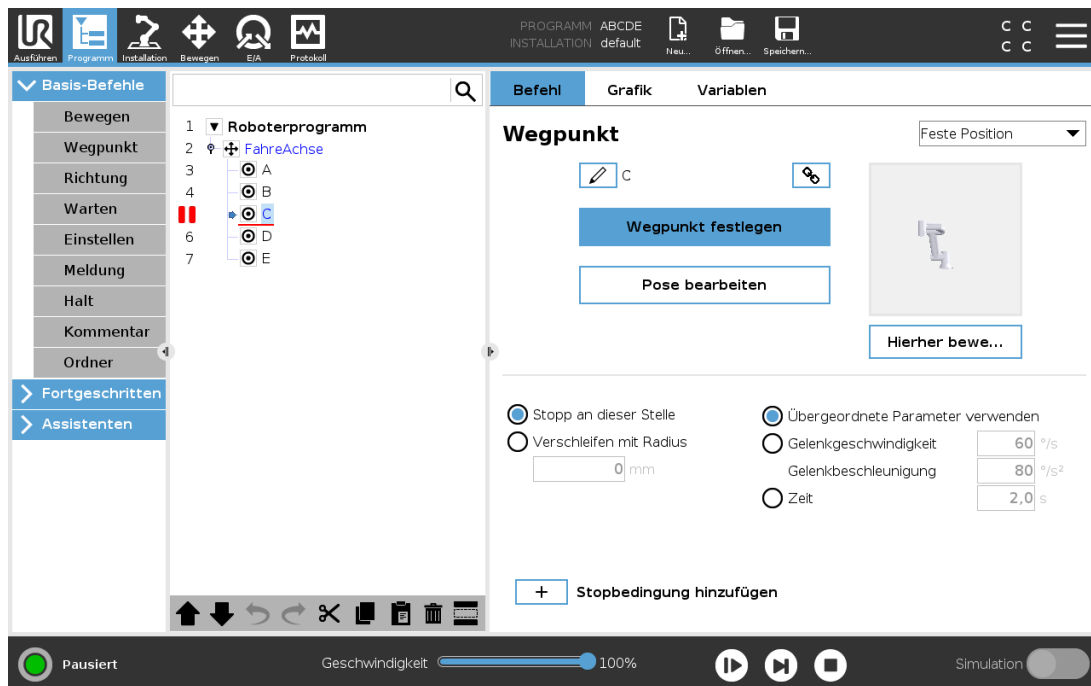 PROGRAMM ABCDE
INSTALLATION default
C C
C C
Ausführen Programm Installation Bewegen E/A Protokoll Neu... Öffnen... Speichern...
Basis-Befehle
Bewegen
Wegpunkt
Richtung
Warten
Einstellen
Meldung
Halt
Kommentar
Ordner
Fortgeschritten
Assistenten
1 Roboterprogramm
2 FahreAchse
3 A
4 B
C
6 D
7 E
Befehl Grafik Variablen
Wegpunkt
Feste Position
C
Wegpunkt festlegen
Pose bearbeiten
Hierher bewe...
Stopp an dieser Stelle
Verschleifen mit Radius
0 mm
Übergeordnete Parameter verwenden
Gelenkgeschwindigkeit 60 °/s
Gelenkbeschleunigung 80 °/s²
Zeit 2,0 s
+ Stopbedingung hinzufügen
Pausiert Geschwindigkeit 100% Simulation